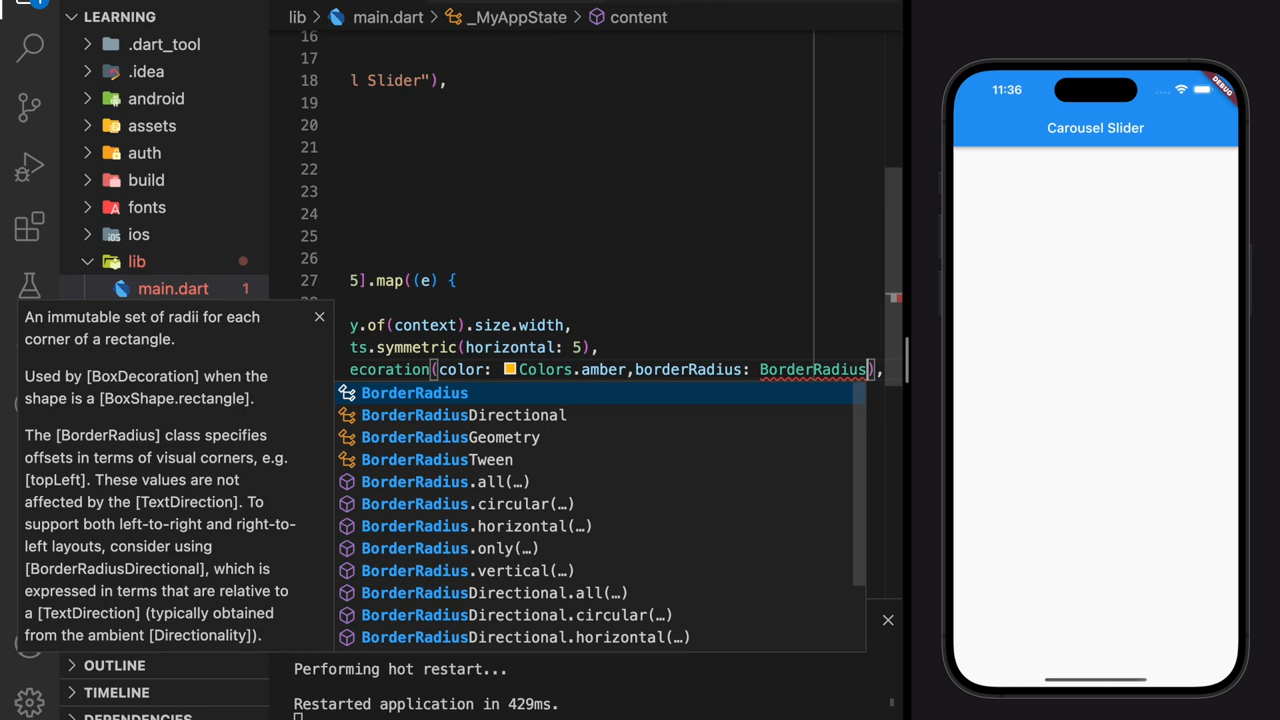 LEARNING
.dart_tool
.idea
android
assets
auth
build
fonts
ios
lib
main.dart 1
lib > main.dart > _MyAppState > content
16
17
18 l Slider"),
19
20
21
22
23
24
25
26
27 5].map((e) {
y.of(context).size.width,
ts.symmetric(horizontal: 5),
ecoration(color: Colors.amber,borderRadius: BorderRadius),
An immutable set of radii for each
corner of a rectangle.
Used by [BoxDecoration] when the
shape is a [BoxShape.rectangle].
The [BorderRadius] class specifies
offsets in terms of visual corners, e.g.
[topLeft]. These values are not
affected by the [TextDirection]. To
support both left-to-right and right-to-
left layouts, consider using
[BorderRadiusDirectional], which is
expressed in terms that are relative to
a [TextDirection] (typically obtained
from the ambient [Directionality]).
BorderRadius
BorderRadiusDirectional
BorderRadiusGeometry
BorderRadiusTween
BorderRadius.all(…)
BorderRadius.circular(…)
BorderRadius.horizontal(…)
BorderRadius.only(…)
BorderRadius.vertical(…)
BorderRadiusDirectional.all(…)
BorderRadiusDirectional.circular(…)
BorderRadiusDirectional.horizontal(…)
OUTLINE
TIMELINE
DEPENDENCIES
Performing hot restart...
Restarted application in 429ms.
11:36
DEBUG
Carousel Slider